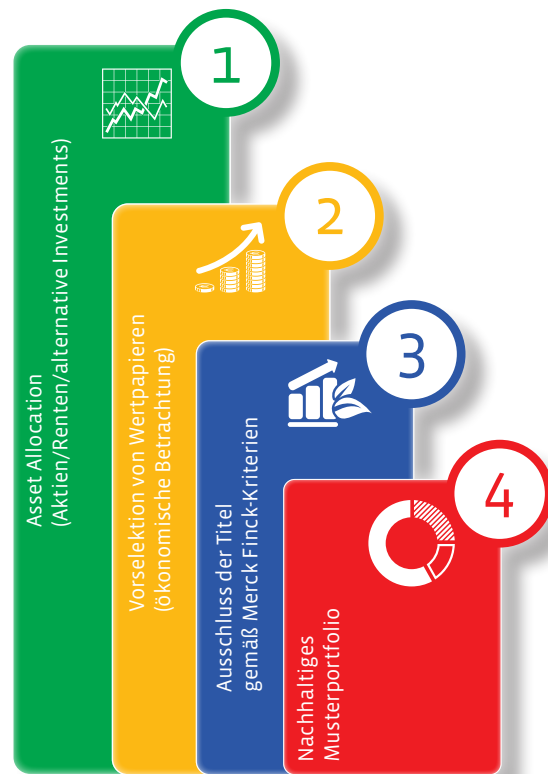 1
Asset Allocation
(Aktien/Renten/alternative Investments)
2
Vorselektion von Wertpapieren
(ökonomische Betrachtung)
3
Ausschluss der Titel
gemäß Merck Finck-Kriterien
4
Nachhaltiges
Musterportfolio